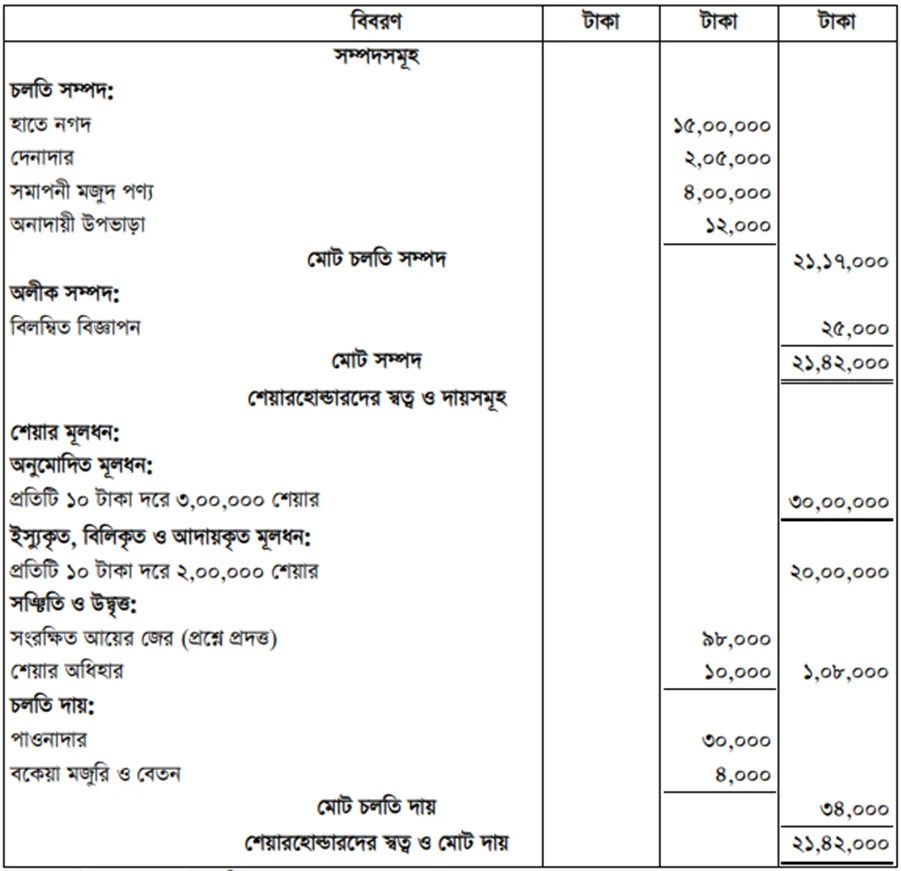 বিবরণ টাকা টাকা টাকা
সম্পদসমূহ
চলতি সম্পদ:
হাতে নগদ ১৫,০০,০০০
দেনাদার ২,০৫,০০০
সমাপনী মজুদ পণ্য ৪,০০,০০০
অনাদায়ী উপভাড়া ১২,০০০
মোট চলতি সম্পদ ২১,১৭,০০০
অলীক সম্পদ:
বিলম্বিত বিজ্ঞাপন ২৫,০০০
মোট সম্পদ ২১,৪২,০০০
শেয়ারহোল্ডারদের স্বত্ব ও দায়সমূহ
শেয়ার মূলধন:
অনুমোদিত মূলধন:
প্রতিটি ১০ টাকা দরে ৩,০০,০০০ শেয়ার ৩০,০০,০০০
ইস্যুকৃত, বিলিকৃত ও আদায়কৃত মূলধন:
প্রতিটি ১০ টাকা দরে ২,০০,০০০ শেয়ার ২০,০০,০০০
সঞ্চিতি ও উদ্বৃত্ত:
সংরক্ষিত আয়ের জের (প্রশ্নে প্রদত্ত) ৯৮,০০০
শেয়ার অধিহার ১০,০০০ ১,০৮,০০০
চলতি দায়:
পাওনাদার ৩০,০০০
বকেয়া মজুরি ও বেতন ৪,০০০
মোট চলতি দায় ৩৪,০০০
শেয়ারহোল্ডারদের স্বত্ব ও মোট দায় ২১,৪২,০০০